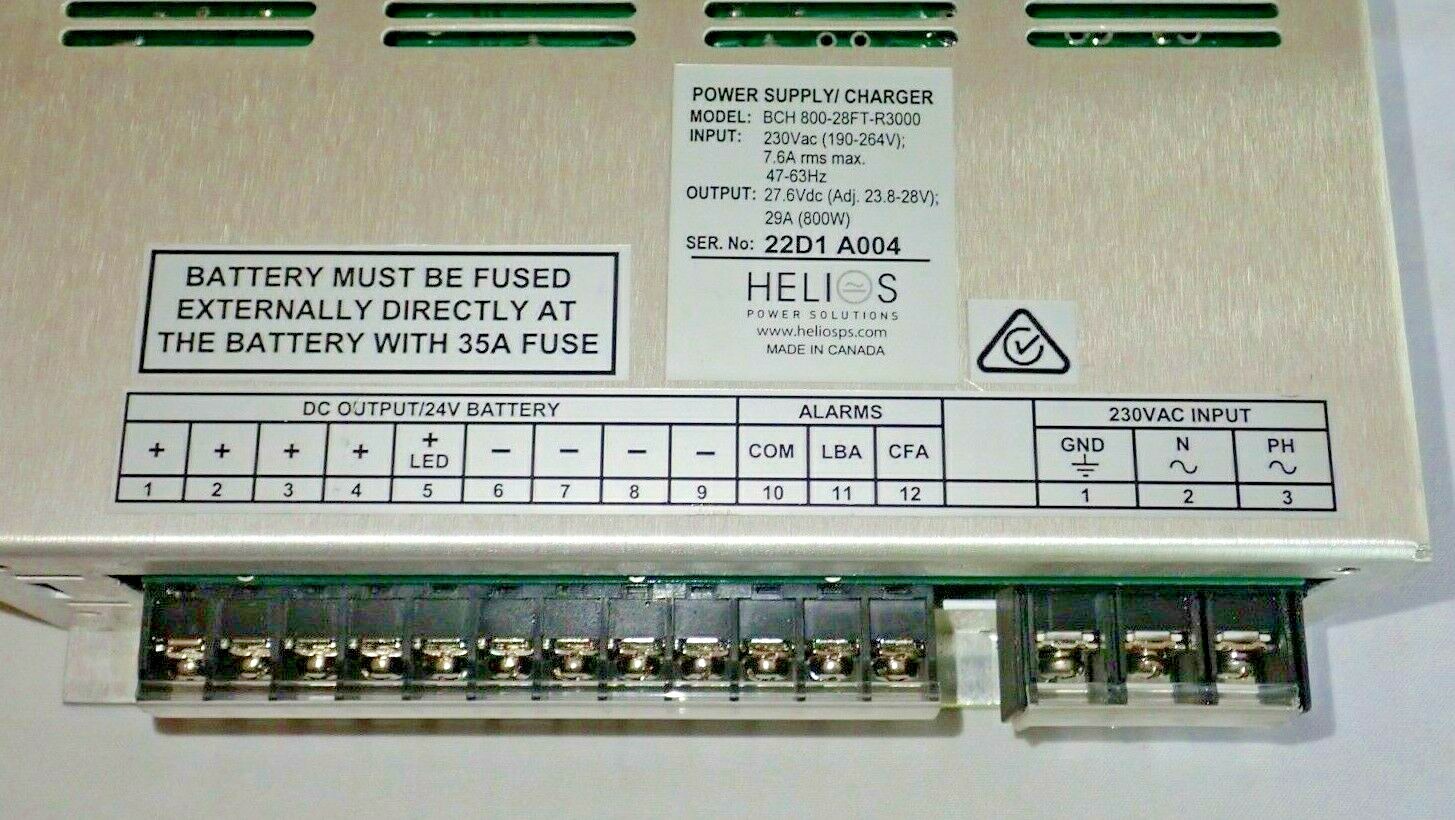 POWER SUPPLY/ CHARGER
MODEL: BCH 800-28FT-R3000
INPUT: 230Vac (190-264V);
7.6A rms max.
47-63Hz
OUTPUT: 27.6Vdc (Adj. 23.8-28V);
29A (800W)
SER. No: 22D1 A004
HELIOS
POWER SOLUTIONS
www.heliosps.com
MADE IN CANADA
BATTERY MUST BE FUSED
EXTERNALLY DIRECTLY AT
THE BATTERY WITH 35A FUSE
DC OUTPUT/24V BATTERY ALARMS 230VAC INPUT
+ + + + + LED − − − − COM LBA CFA GND N PH
1 2 3 4 5 6 7 8 9 10 11 12 1 2 3